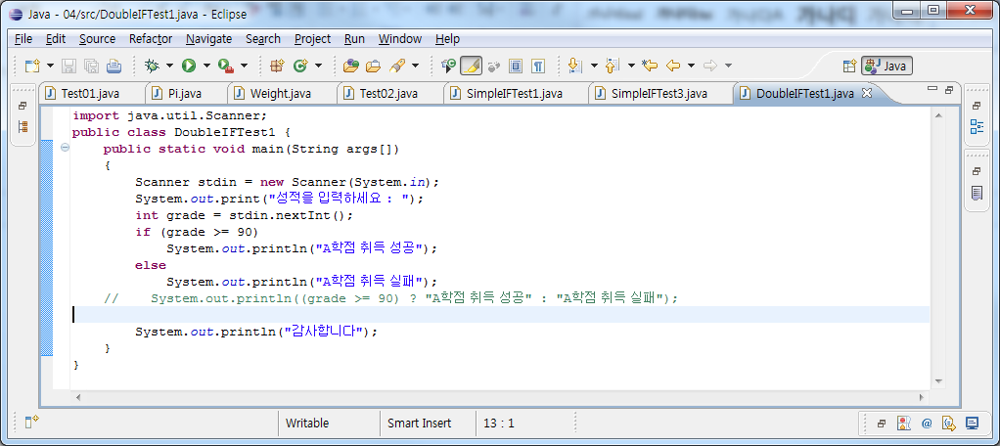 Java - 04/src/DoubleIFTest1.java - Eclipse
File Edit Source Refactor Navigate Search Project Run Window Help
Java
Test01.java Pi.java Weight.java Test02.java SimpleIFTest1.java SimpleIFTest3.java DoubleIFTest1.java
import java.util.Scanner;
public class DoubleIFTest1 {
public static void main(String args[])
{
Scanner stdin = new Scanner(System.in);
System.out.print("성적을 입력하세요 : ");
int grade = stdin.nextInt();
if (grade >= 90)
System.out.println("A학점 취득 성공");
else
System.out.println("A학점 취득 실패");
// System.out.println((grade >= 90) ? "A학점 취득 성공" : "A학점 취득 실패");
System.out.println("감사합니다");
}
}
Writable Smart Insert 13 : 1